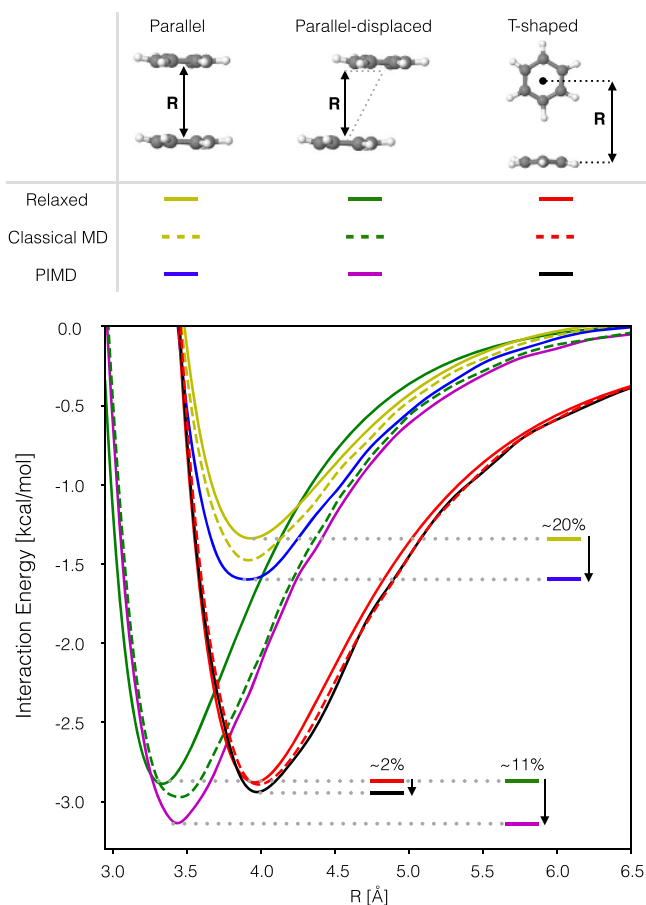 Parallel Parallel-displaced T-shaped
R R R
Relaxed
Classical MD
PIMD
0.0
-0.5
-1.0
~20%
-1.5
-2.0
-2.5
~2% ~11%
-3.0
Interaction Energy [kcal/mol]
3.0 3.5 4.0 4.5 5.0 5.5 6.0 6.5
R [Å]